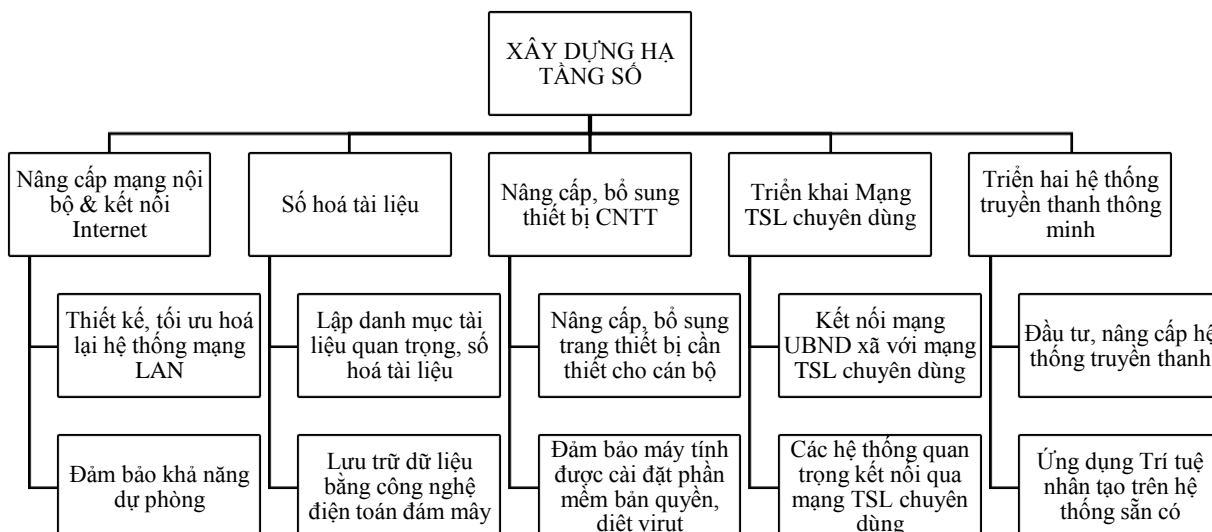 XÂY DỰNG HẠ
TẦNG SỐ
Nâng cấp mạng nội
bộ & kết nối
Internet
Số hoá tài liệu
Nâng cấp, bổ sung
thiết bị CNTT
Triển khai Mạng
TSL chuyên dùng
Triển hai hệ thống
truyền thanh thông
minh
Thiết kế, tối ưu hoá
lại hệ thống mạng
LAN
Lập danh mục tài
liệu quan trọng, số
hoá tài liệu
Nâng cấp, bổ sung
trang thiết bị cần
thiết cho cán bộ
Kết nối mạng
UBND xã với mạng
TSL chuyên dùng
Đầu tư, nâng cấp hệ
thống truyền thanh
Đảm bảo khả năng
dự phòng
Lưu trữ dữ liệu
bằng công nghệ
điện toán đám mây
Đảm bảo máy tính
được cài đặt phần
mềm bản quyền,
diệt virut
Các hệ thống quan
trọng kết nối qua
mạng TSL chuyên
dùng
Ứng dụng Trí tuệ
nhân tạo trên hệ
thống sẵn có